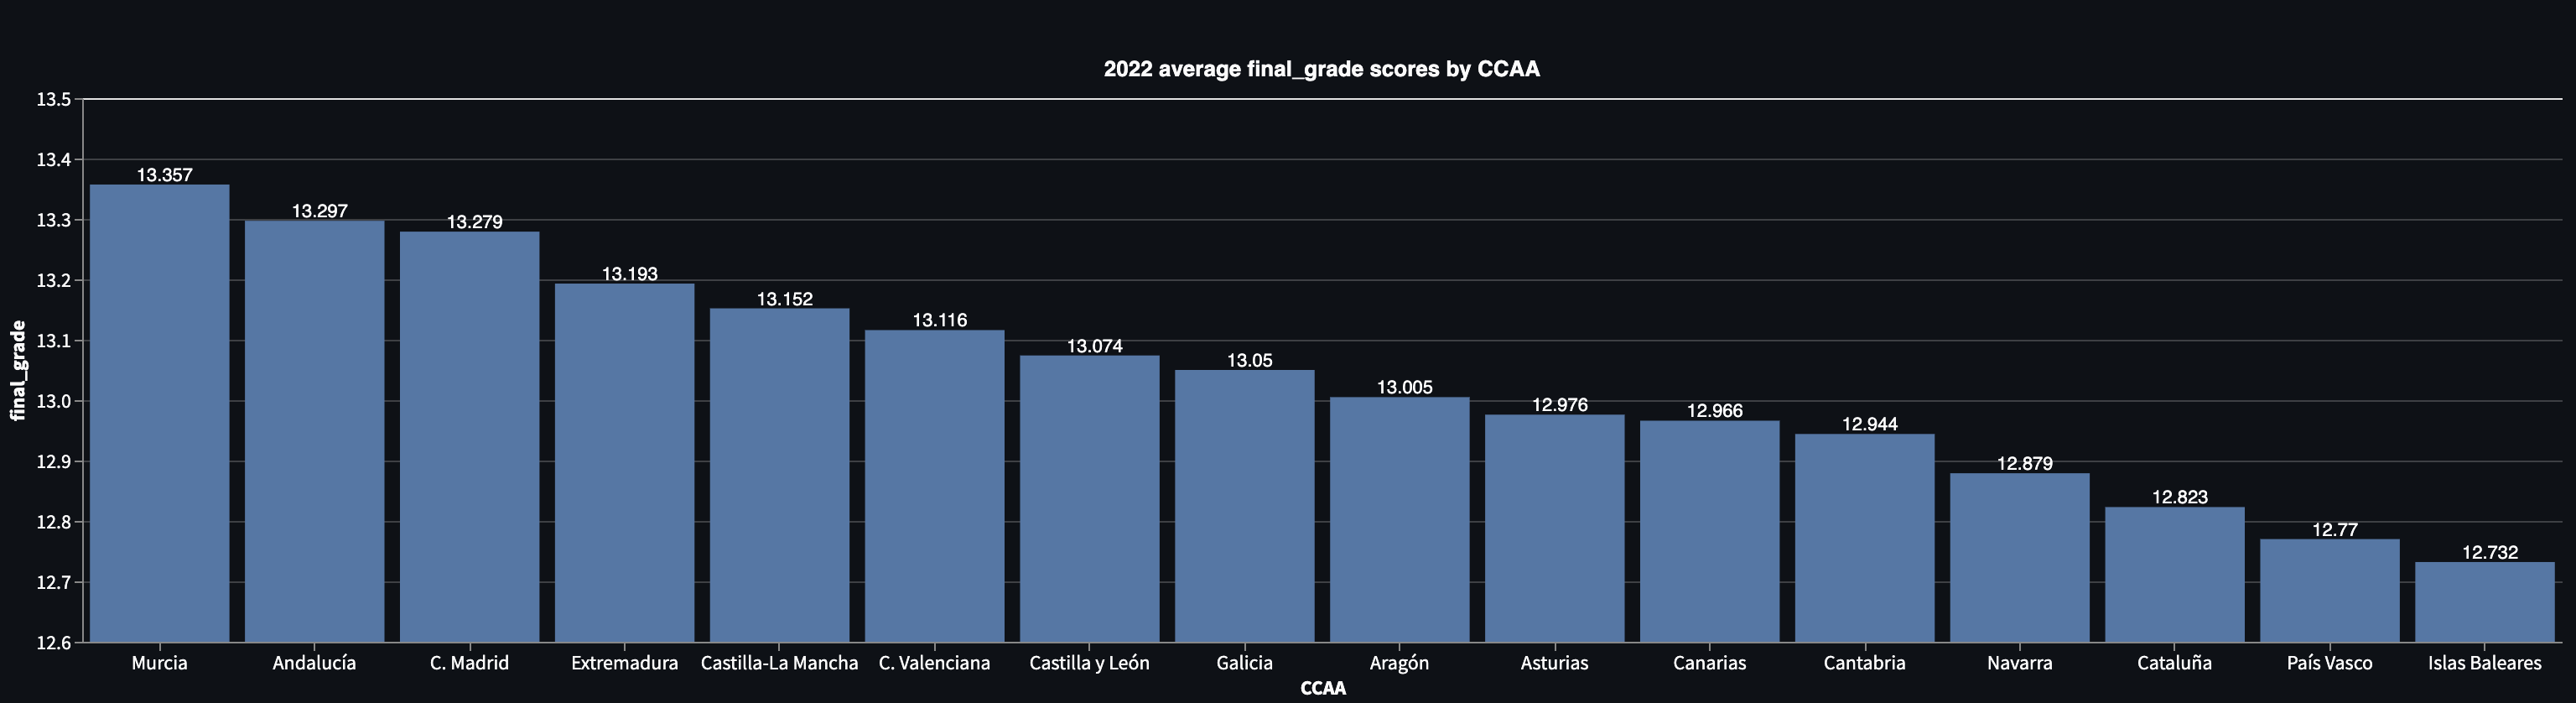 2022 average final_grade scores by CCAA
final_grade
13.5
13.4
13.3
13.2
13.1
13.0
12.9
12.8
12.7
12.6
13.357
13.297
13.279
13.193
13.152
13.116
13.074
13.05
13.005
12.976
12.966
12.944
12.879
12.823
12.77
12.732
Murcia
Andalucía
C. Madrid
Extremadura
Castilla-La Mancha
C. Valenciana
Castilla y León
Galicia
Aragón
Asturias
Canarias
Cantabria
Navarra
Cataluña
País Vasco
Islas Baleares
CCAA